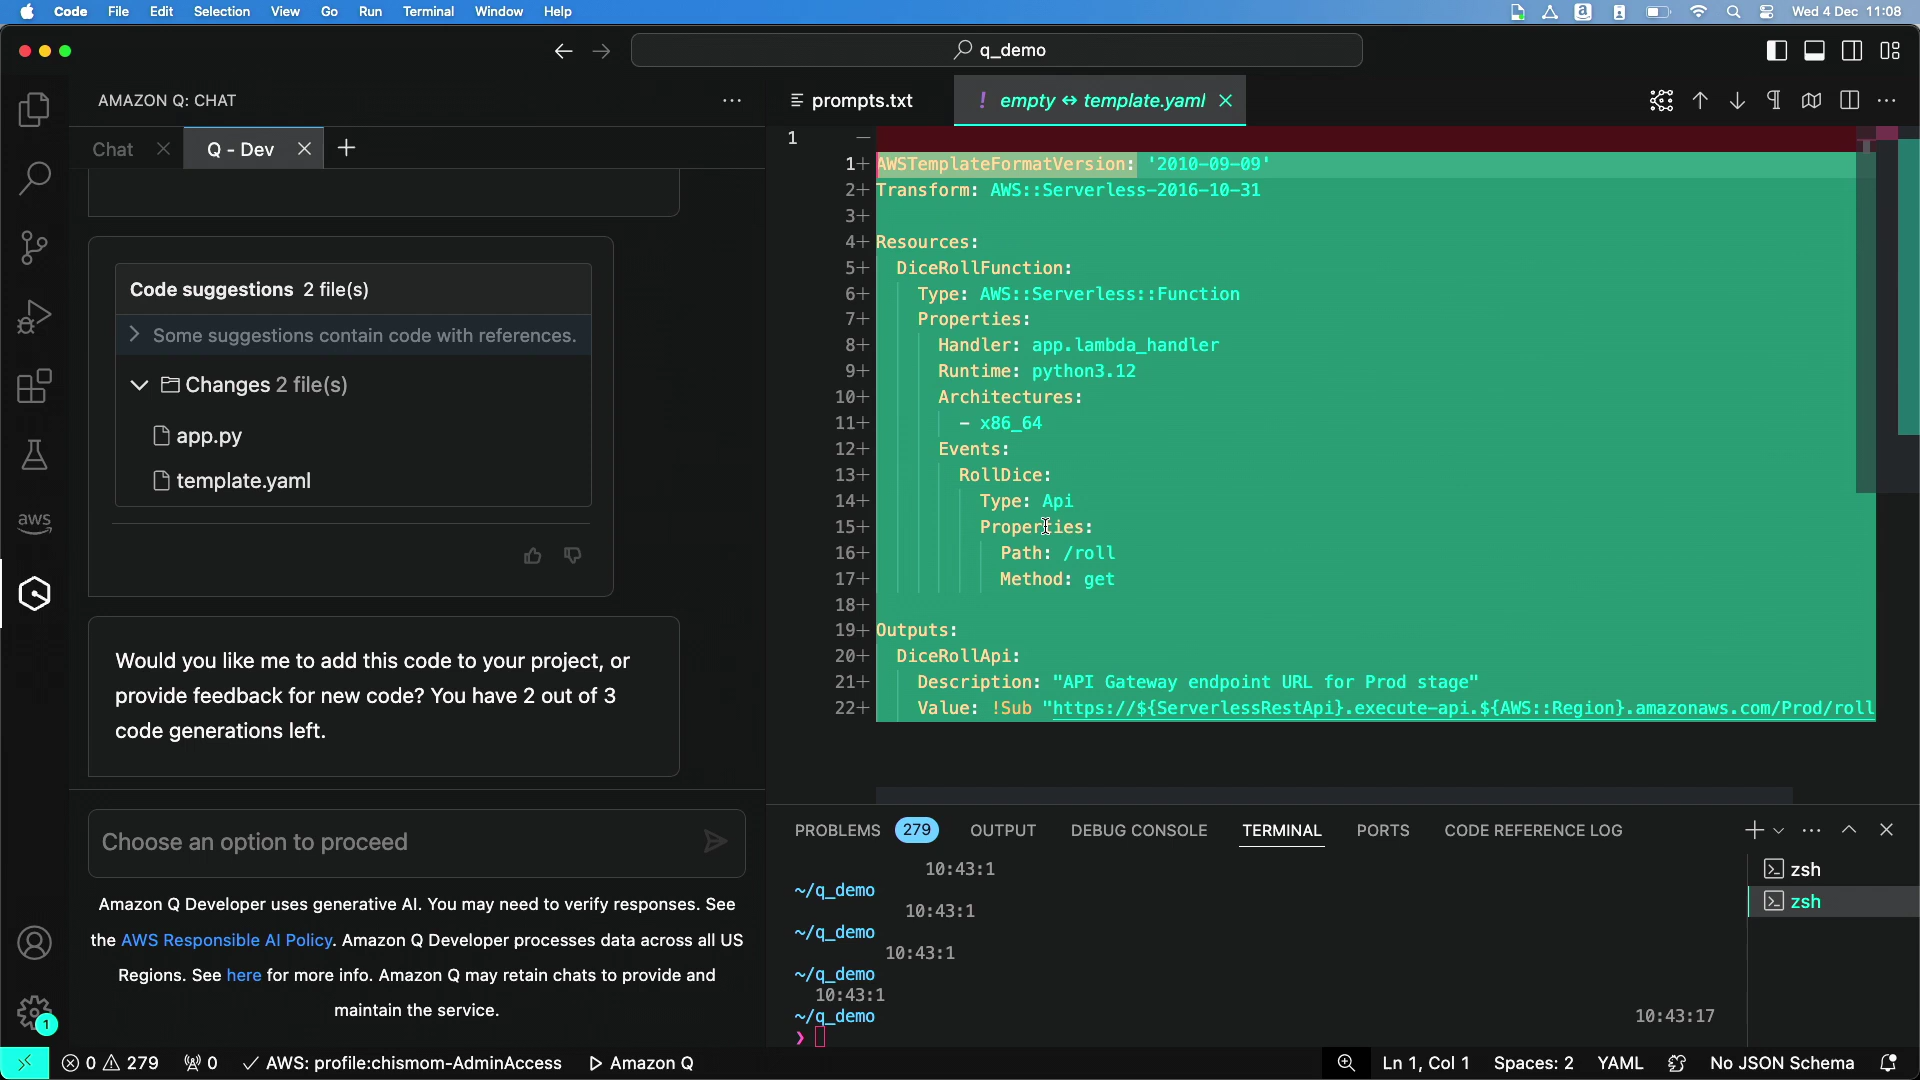 Code File Edit Selection View Go Run Terminal Window Help
Wed 4 Dec 11:08
q_demo
AMAZON Q: CHAT
Chat
Q - Dev
Code suggestions 2 file(s)
Some suggestions contain code with references.
Changes 2 file(s)
app.py
template.yaml
Would you like me to add this code to your project, or
provide feedback for new code? You have 2 out of 3
code generations left.
Choose an option to proceed
Amazon Q Developer uses generative AI. You may need to verify responses. See
the AWS Responsible AI Policy. Amazon Q Developer processes data across all US
Regions. See here for more info. Amazon Q may retain chats to provide and
maintain the service.
aws
1
prompts.txt
! empty ↔ template.yaml
1 —
1+ AWSTemplateFormatVersion: '2010-09-09'
2+ Transform: AWS::Serverless-2016-10-31
3+
4+ Resources:
5+ DiceRollFunction:
6+ Type: AWS::Serverless::Function
7+ Properties:
8+ Handler: app.lambda_handler
9+ Runtime: python3.12
10+ Architectures:
11+ - x86_64
12+ Events:
13+ RollDice:
14+ Type: Api
15+ Properties:
16+ Path: /roll
17+ Method: get
18+
19+ Outputs:
20+ DiceRollApi:
21+ Description: "API Gateway endpoint URL for Prod stage"
22+ Value: !Sub "https://${ServerlessRestApi}.execute-api.${AWS::Region}.amazonaws.com/Prod/roll
PROBLEMS 279 OUTPUT DEBUG CONSOLE TERMINAL PORTS CODE REFERENCE LOG
10:43:1
~/q_demo
10:43:1
~/q_demo
10:43:1
~/q_demo
10:43:1
~/q_demo 10:43:17
❯
zsh
zsh
0 279 0 AWS: profile:chismom-AdminAccess Amazon Q
Ln 1, Col 1 Spaces: 2 YAML No JSON Schema